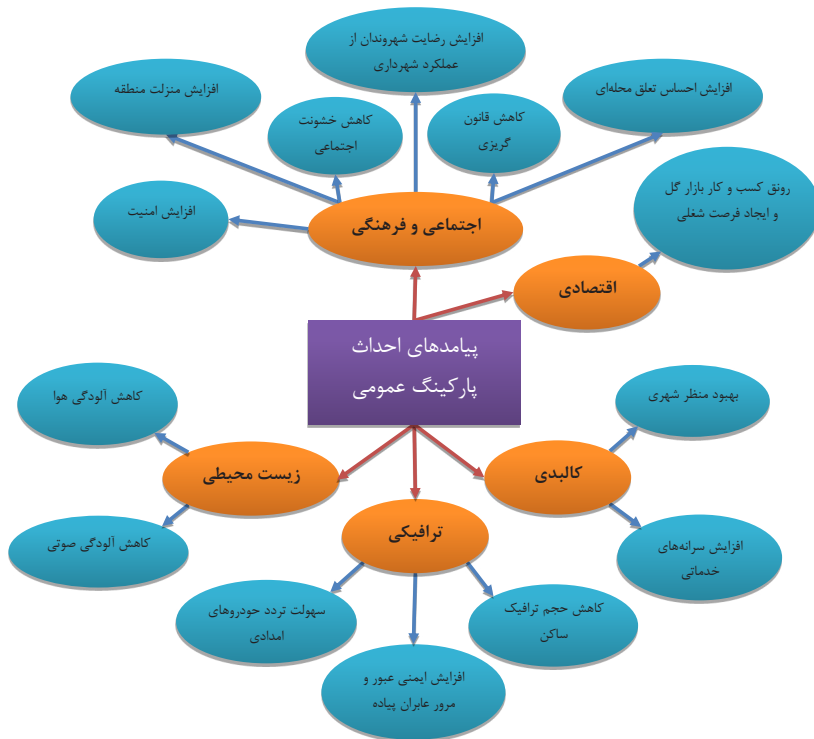 افزایش رضایت شهروندان از
عملکرد شهرداری
افزایش احساس تعلق محله‌ای
افزایش منزلت منطقه
کاهش قانون
گریزی
کاهش خشونت
اجتماعی
رونق کسب و کار بازار گل
و ایجاد فرصت شغلی
افزایش امنیت
اجتماعی و فرهنگی
اقتصادی
پیامدهای احداث
پارکینگ عمومی
بهبود منظر شهری
کاهش آلودگی هوا
کالبدی
زیست محیطی
ترافیکی
افزایش سرانه‌های
خدماتی
کاهش آلودگی صوتی
کاهش حجم ترافیک
ساکن
سهولت تردد خودروهای
امدادی
افزایش ایمنی عبور و
مرور عابران پیاده